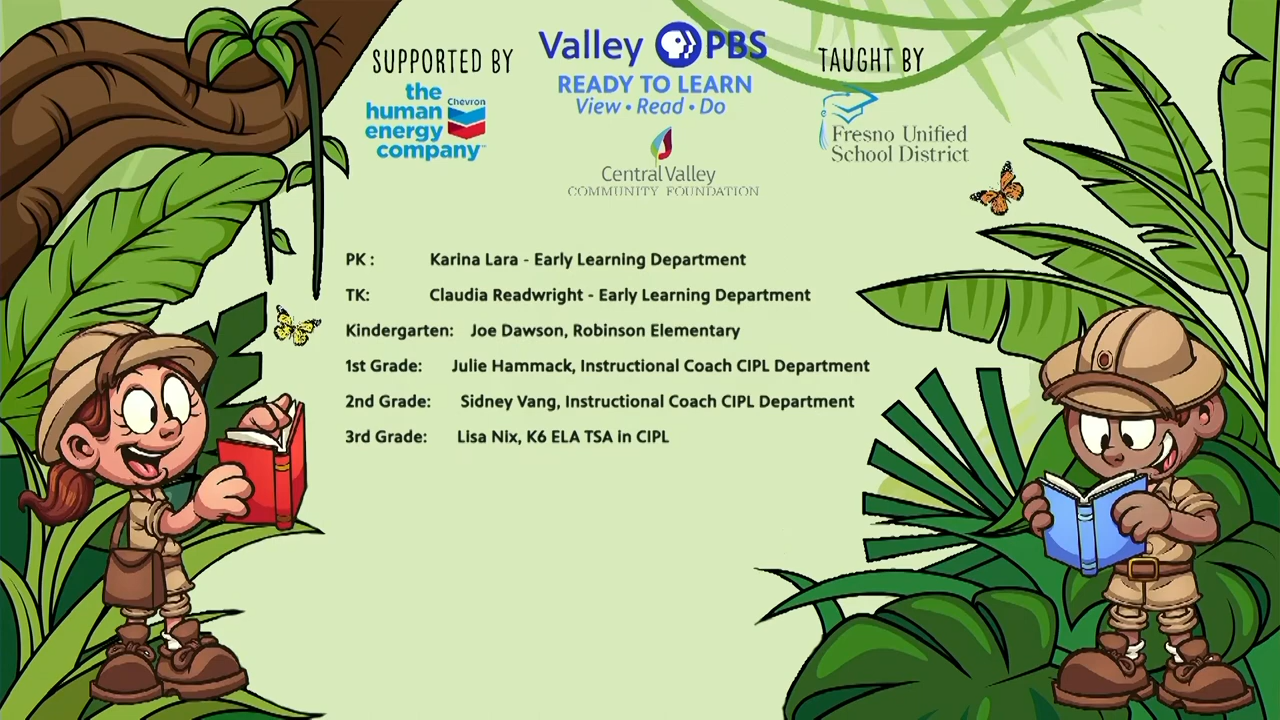 SUPPORTED BY
the
human
energy
company™
Chevron
Valley PBS
READY TO LEARN
View • Read • Do
Central Valley
COMMUNITY FOUNDATION
TAUGHT BY
Fresno Unified
School District
PK : Karina Lara - Early Learning Department
TK: Claudia Readwright - Early Learning Department
Kindergarten: Joe Dawson, Robinson Elementary
1st Grade: Julie Hammack, Instructional Coach CIPL Department
2nd Grade: Sidney Vang, Instructional Coach CIPL Department
3rd Grade: Lisa Nix, K6 ELA TSA in CIPL